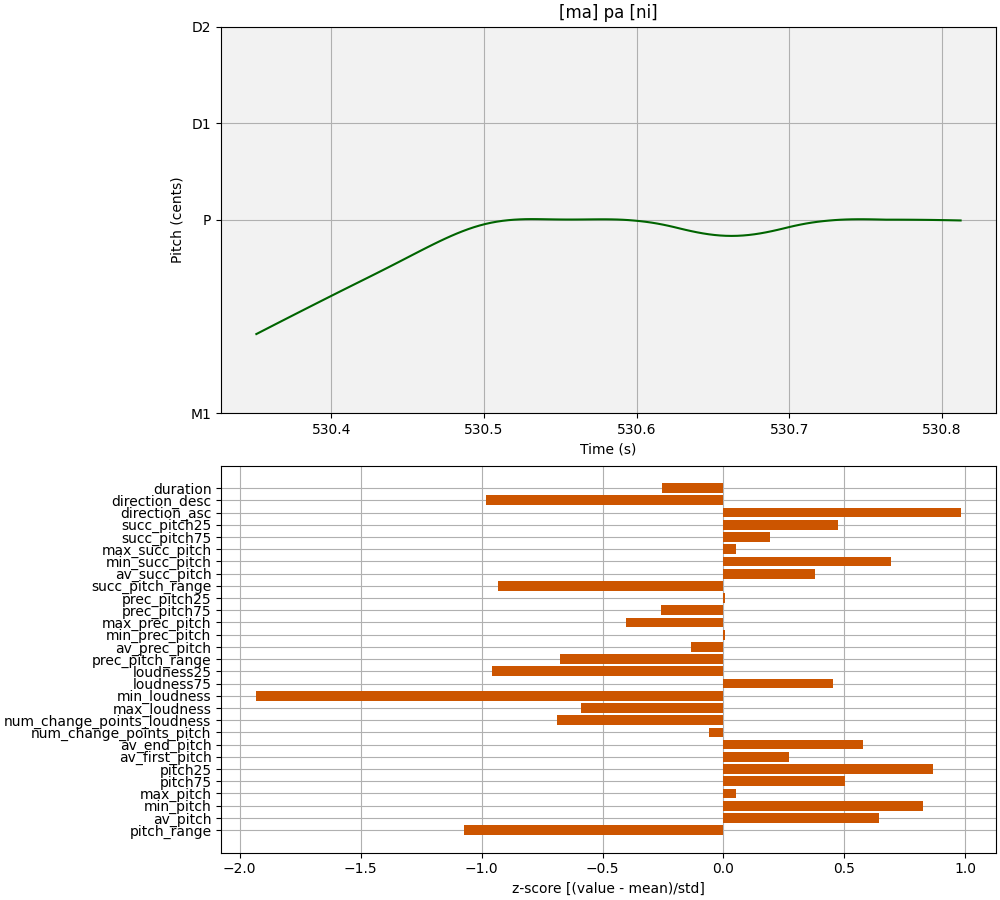 [ma] pa [ni]
D2
D1
P
M1
Pitch (cents)
530.4 530.5 530.6 530.7 530.8
Time (s)
duration
direction_desc
direction_asc
succ_pitch25
succ_pitch75
max_succ_pitch
min_succ_pitch
av_succ_pitch
succ_pitch_range
prec_pitch25
prec_pitch75
max_prec_pitch
min_prec_pitch
av_prec_pitch
prec_pitch_range
loudness25
loudness75
min_loudness
max_loudness
num_change_points_loudness
num_change_points_pitch
av_end_pitch
av_first_pitch
pitch25
pitch75
max_pitch
min_pitch
av_pitch
pitch_range
−2.0 −1.5 −1.0 −0.5 0.0 0.5 1.0
z-score [(value - mean)/std]